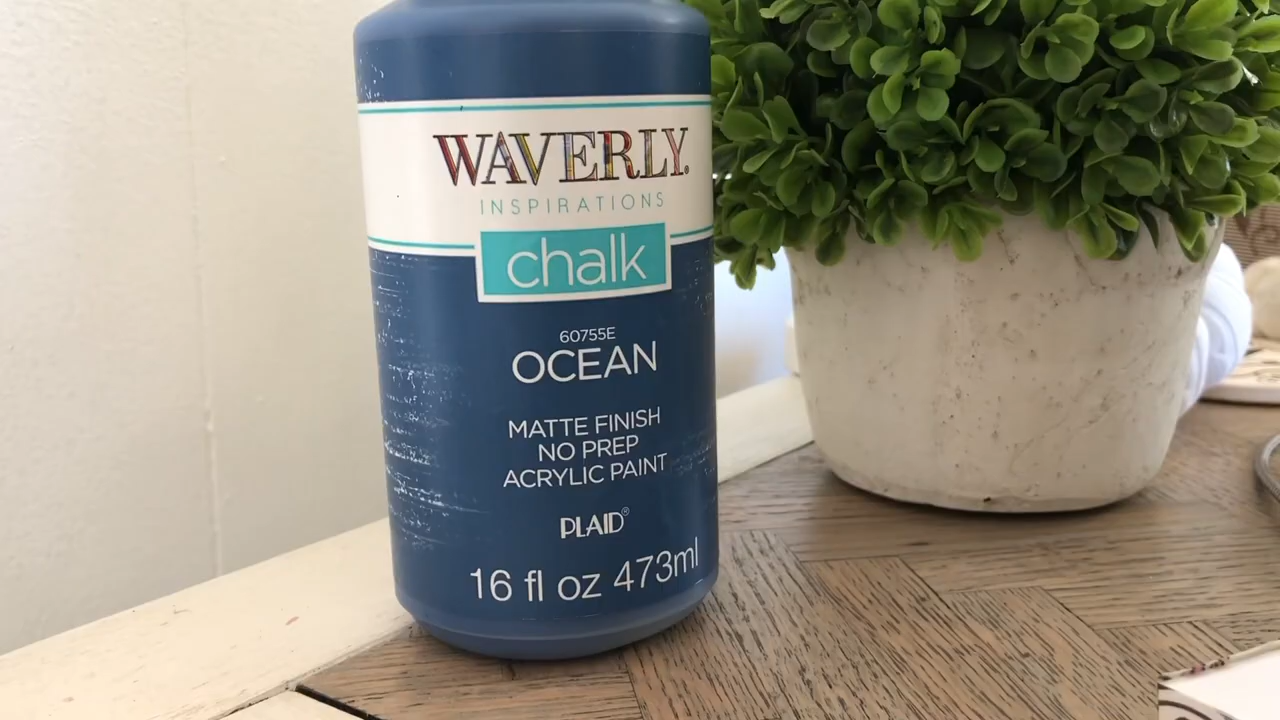 WAVERLY®
INSPIRATIONS
chalk
60755E
OCEAN
MATTE FINISH
NO PREP
ACRYLIC PAINT
PLAID®
16 fl oz 473ml